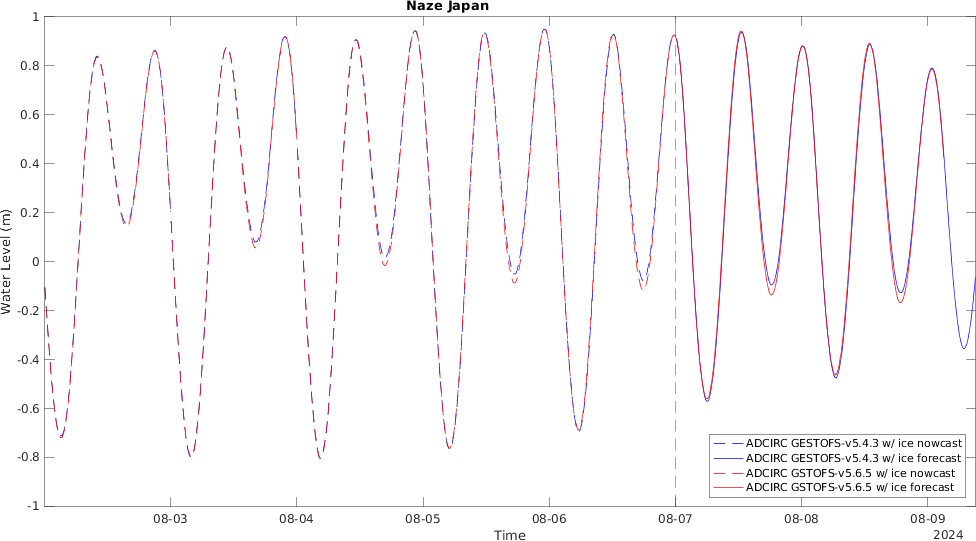 Naze Japan
1
0.8
0.6
0.4
0.2
0
-0.2
-0.4
-0.6
-0.8
-1
Water Level (m)
ADCIRC GESTOFS-v5.4.3 w/ ice nowcast
ADCIRC GESTOFS-v5.4.3 w/ ice forecast
ADCIRC GSTOFS-v5.6.5 w/ ice nowcast
ADCIRC GSTOFS-v5.6.5 w/ ice forecast
08-03 08-04 08-05 08-06 08-07 08-08 08-09
Time 2024